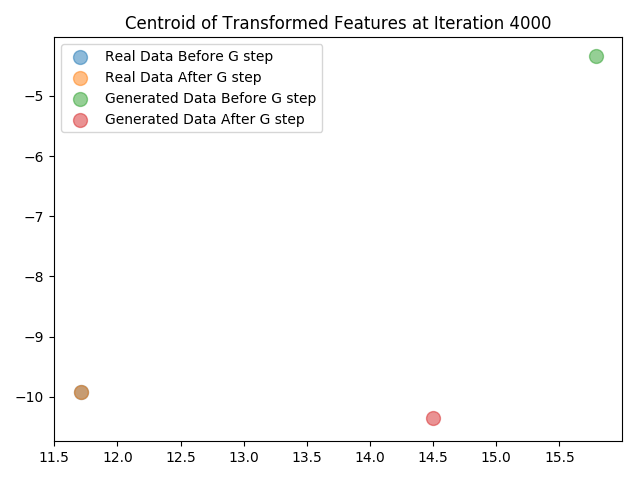 Centroid of Transformed Features at Iteration 4000
Real Data Before G step
Real Data After G step
Generated Data Before G step
Generated Data After G step
−5
−6
−7
−8
−9
−10
11.5 12.0 12.5 13.0 13.5 14.0 14.5 15.0 15.5